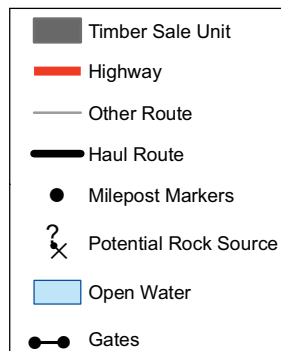 Timber Sale Unit
Highway
Other Route
Haul Route
Milepost Markers
?
Potential Rock Source
Open Water
Gates